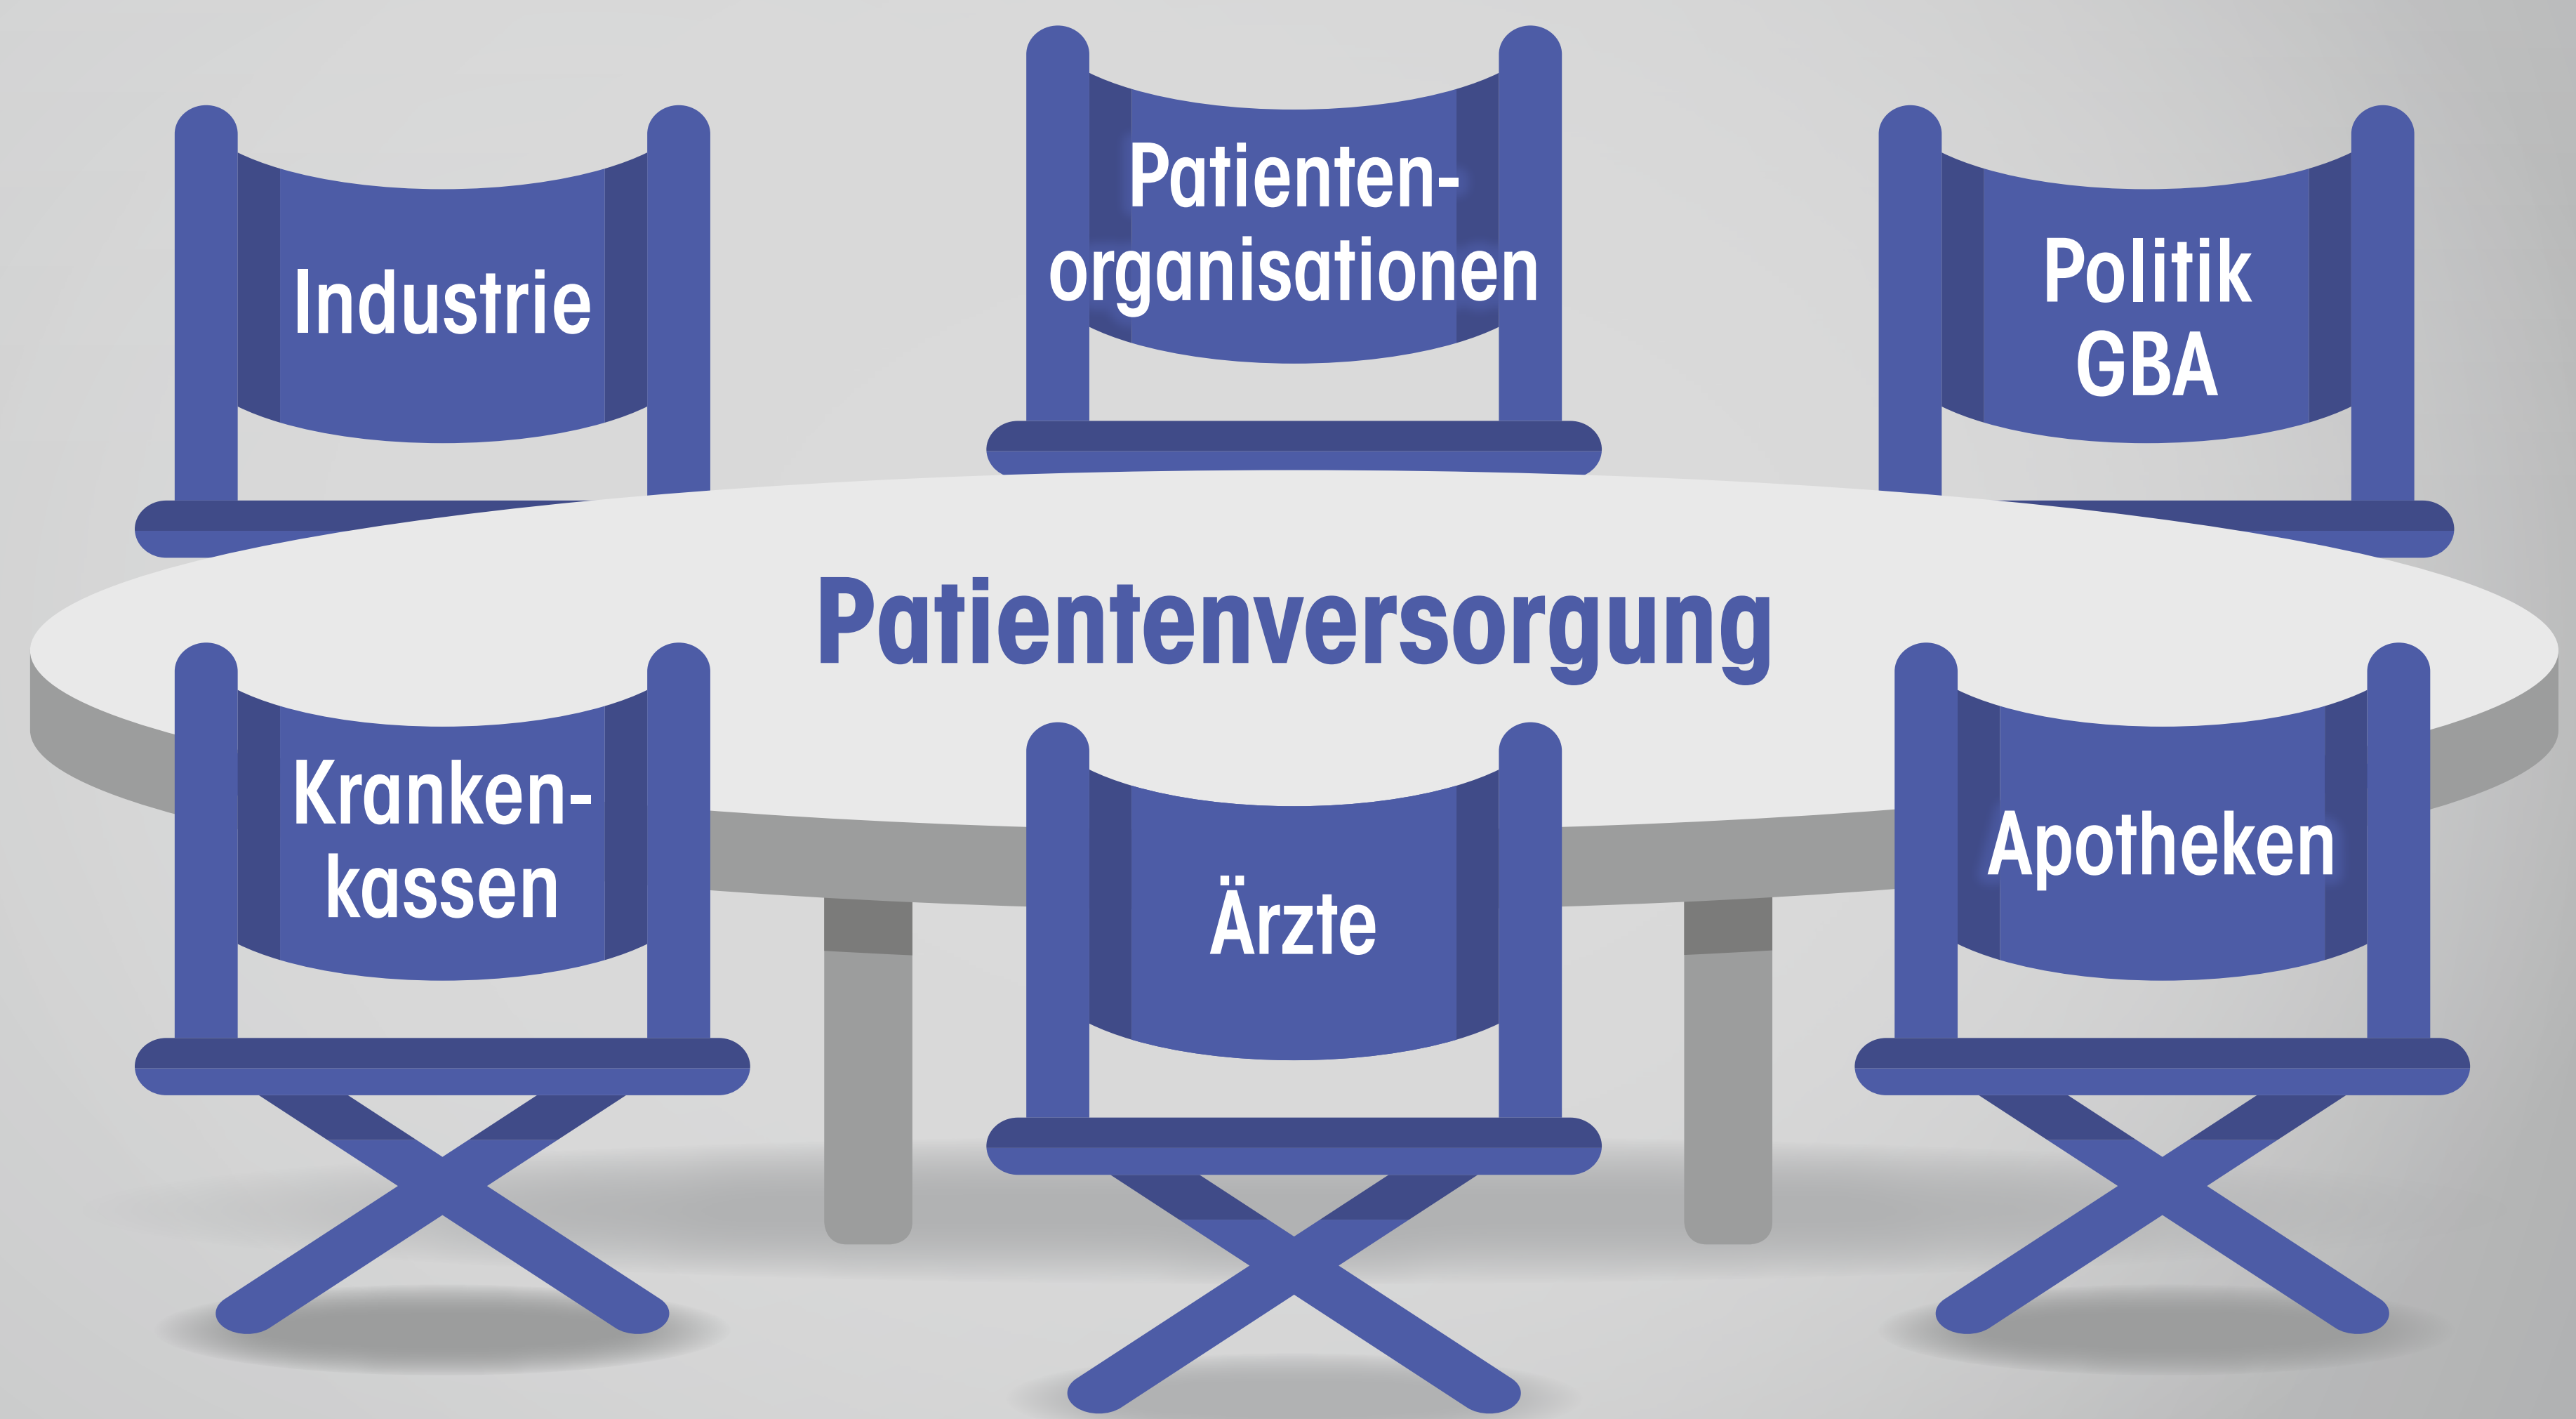 Industrie
Patienten-
organisationen
Politik
GBA
Patientenversorgung
Kranken-
kassen
Ärzte
Apotheken